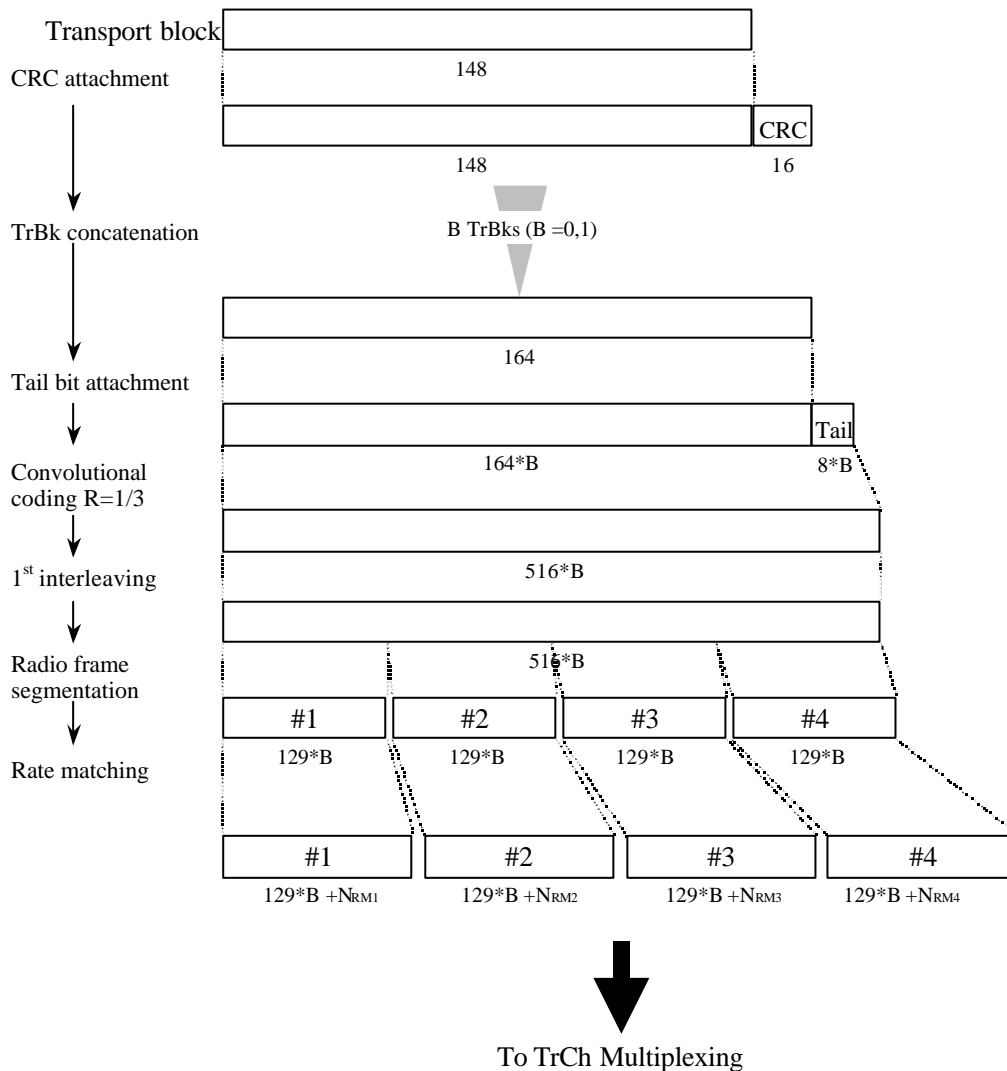 Transport block
148
CRC attachment
CRC
148
16
B TrBks (B =0,1)
TrBk concatenation
164
Tail bit attachment
Tail
164*B
8*B
Convolutional
coding R=1/3
516*B
1st interleaving
516*B
Radio frame
segmentation
#1 #2 #3 #4
129*B 129*B 129*B 129*B
Rate matching
#1 #2 #3 #4
129*B +NRM1 129*B +NRM2 129*B +NRM3 129*B +NRM4
To TrCh Multiplexing